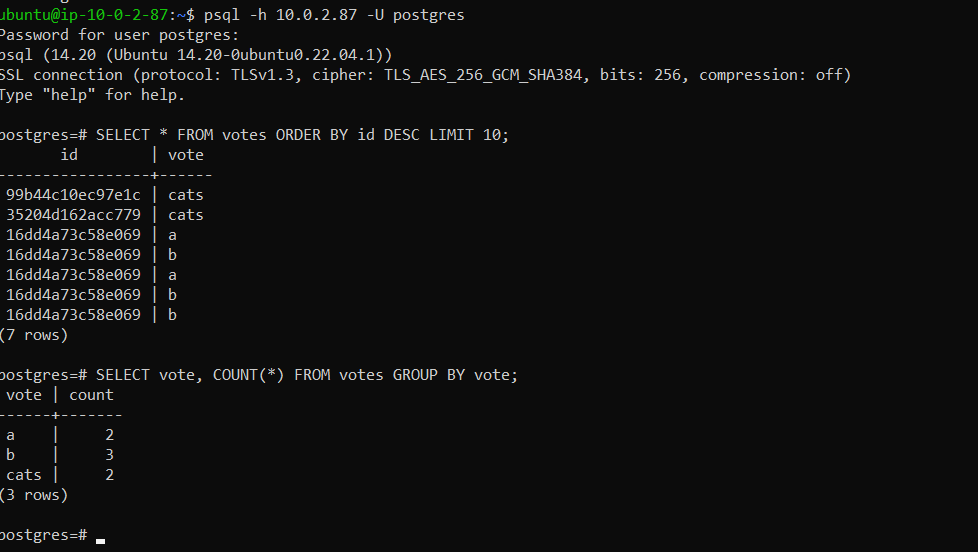 ubuntu@ip-10-0-2-87:~$ psql -h 10.0.2.87 -U postgres
Password for user postgres:
psql (14.20 (Ubuntu 14.20-0ubuntu0.22.04.1))
SSL connection (protocol: TLSv1.3, cipher: TLS_AES_256_GCM_SHA384, bits: 256, compression: off)
Type "help" for help.
postgres=# SELECT * FROM votes ORDER BY id DESC LIMIT 10;
id | vote
-----------------+------
99b44c10ec97e1c | cats
35204d162acc779 | cats
16dd4a73c58e069 | a
16dd4a73c58e069 | b
16dd4a73c58e069 | a
16dd4a73c58e069 | b
16dd4a73c58e069 | b
(7 rows)
postgres=# SELECT vote, COUNT(*) FROM votes GROUP BY vote;
vote | count
------+-------
a | 2
b | 3
cats | 2
(3 rows)
postgres=#